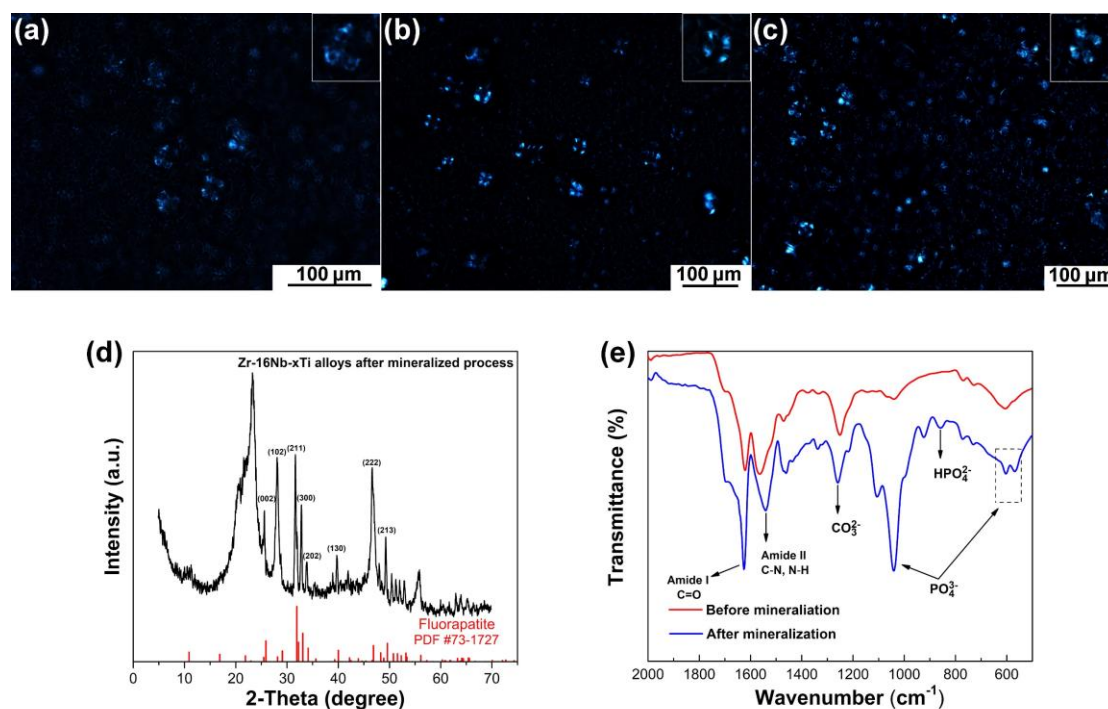 (a)
(b)
(c)
100 µm
100 µm
100 µm
(d)
Zr-16Nb-xTi alloys after mineralized process
(002)
(102)
(211)
(300)
(202)
(130)
(222)
(213)
Fluorapatite
PDF #73-1727
Intensity (a.u.)
0 10 20 30 40 50 60 70
2-Theta (degree)
(e)
Transmittance (%)
HPO₄²⁻
CO₃²⁻
Amide II
C-N, N-H
Amide I
C=O
PO₄³⁻
Before mineraliation
After mineralization
2000 1800 1600 1400 1200 1000 800 600
Wavenumber (cm⁻¹)